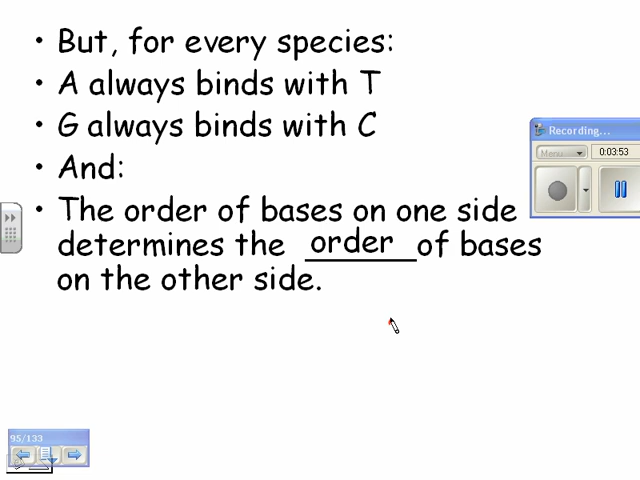 • But, for every species:
• A always binds with T
• G always binds with C
• And:
• The order of bases on one side
determines the order of bases
on the other side.
Recording...
Menu 0:03:53
95/133